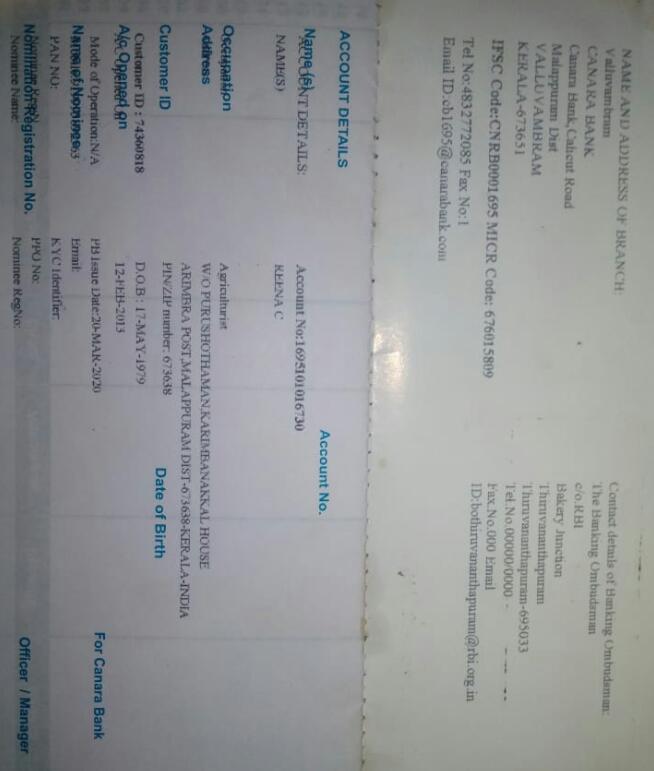 NAME AND ADDRESS OF BRANCH:
Valluvambram
CANARA BANK
Canara Bank,Calicut Road
Malappuram Dist
VALLUVAMBRAM
KERALA-673651
IFSC Code:CNRB0001695 MICR Code: 676015809
Tel No:4832772085 Fax No:1
Email ID:cb1695@canarabank.com
Contact details of Banking Ombudsman:
The Banking Ombudsman
c/o.RBI
Bakery Junction
Thiruvananthapuram
Thiruvananthapuram-695033
Tel.No.00000/0000
Fax.No.000 Email
ID:bothiruvananthapuram@rbi.org.in
ACCOUNT DETAILS
Account No.
ACCOUNT DETAILS: Account No:1695101016730
Name (s)
NAME(S) REENA C
Occupation Agriculturist
Address W/O PURUSHOTHAMAN,KARIMBANAKKAL HOUSE
ARIMBRA POST,MALAPPURAM DIST-673638-KERALA-INDIA
PIN/ZIP number: 673638
Customer ID Date of Birth
Customer ID : 74360818 D.O.B : 17-MAY-1979
A/c Opened on 12-FEB-2013
Mode of Operation:N/A PB Issue Date:20-MAR-2020
For Canara Bank
Name of Nominee Email:
PAN NO: KYC Identifier:
PPO No:
Nomination Registration No.
Nominee Name: Nominee RegNo:
Officer / Manager